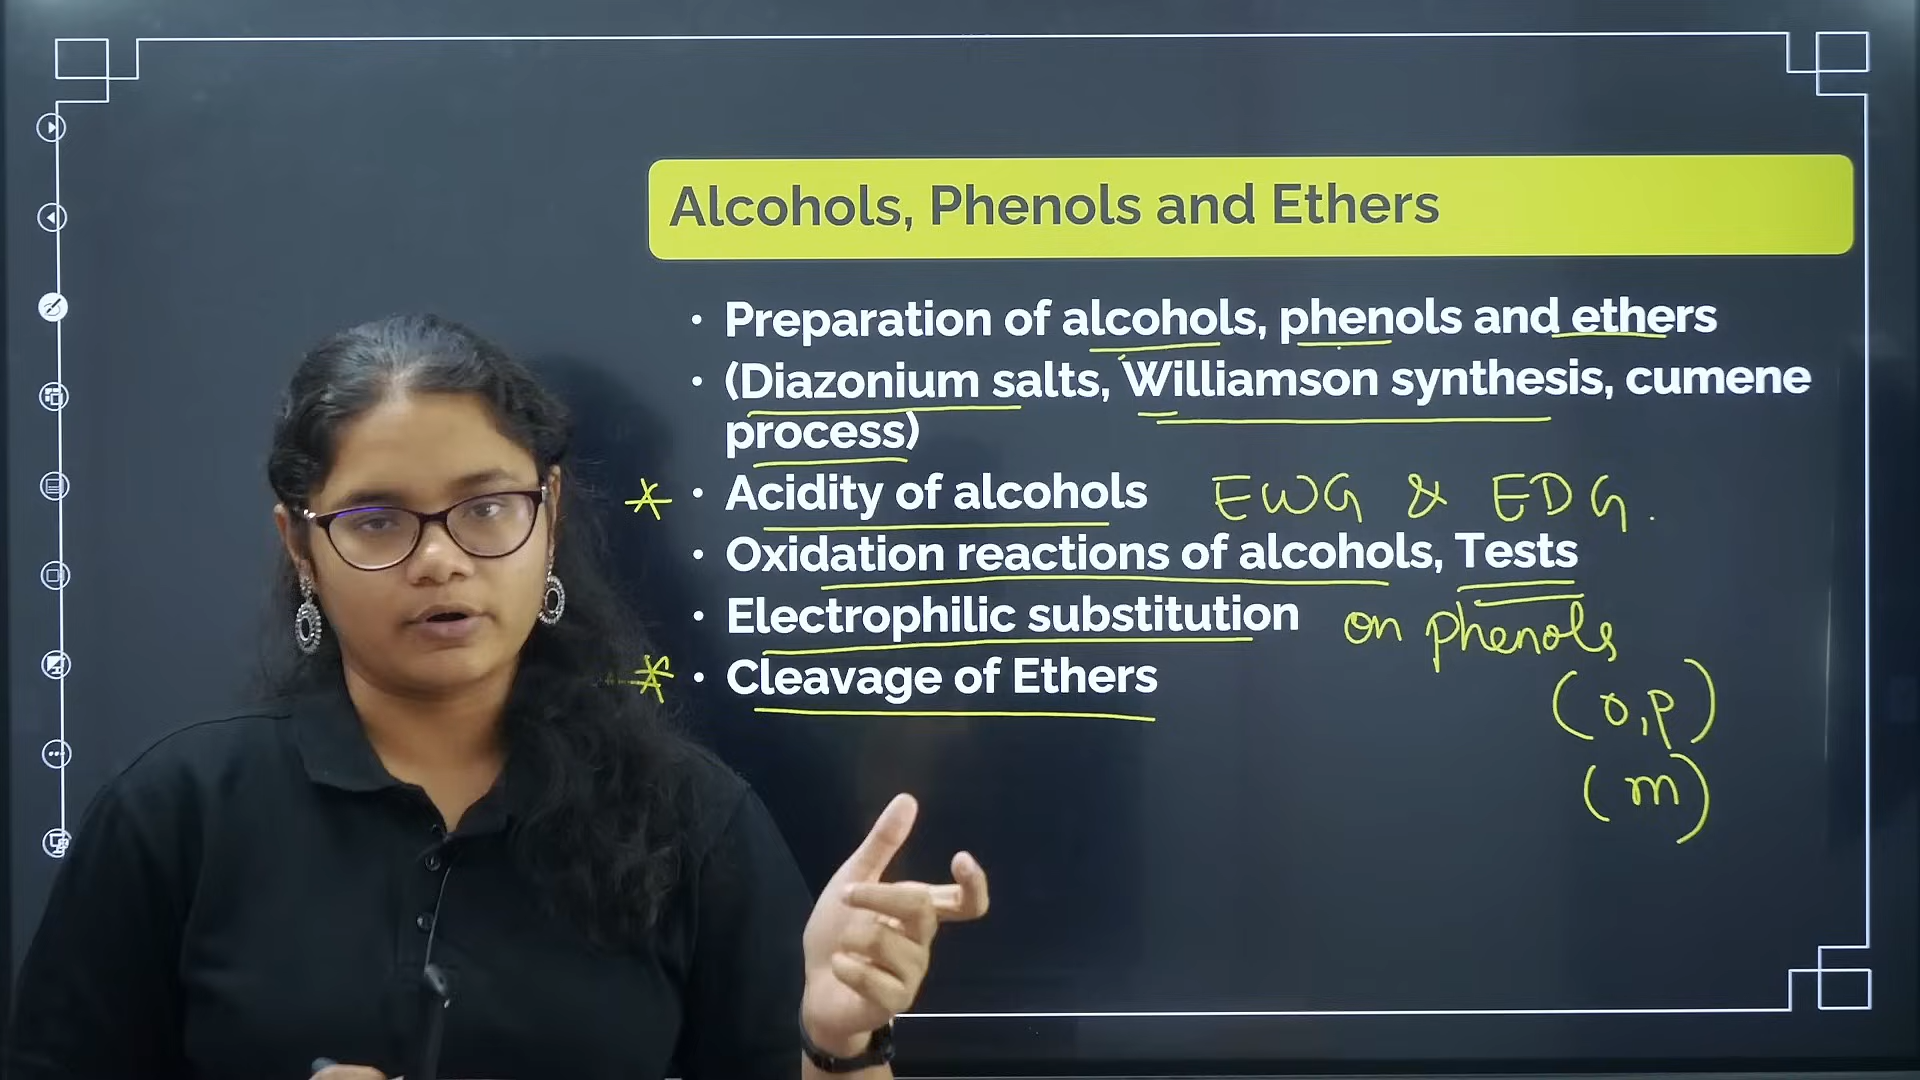 Alcohols, Phenols and Ethers
• Preparation of alcohols, phenols and ethers
• (Diazonium salts, Williamson synthesis, cumene
process)
* • Acidity of alcohols EWG & EDG.
• Oxidation reactions of alcohols, Tests
• Electrophilic substitution on phenols
* • Cleavage of Ethers
(o,p)
(m)